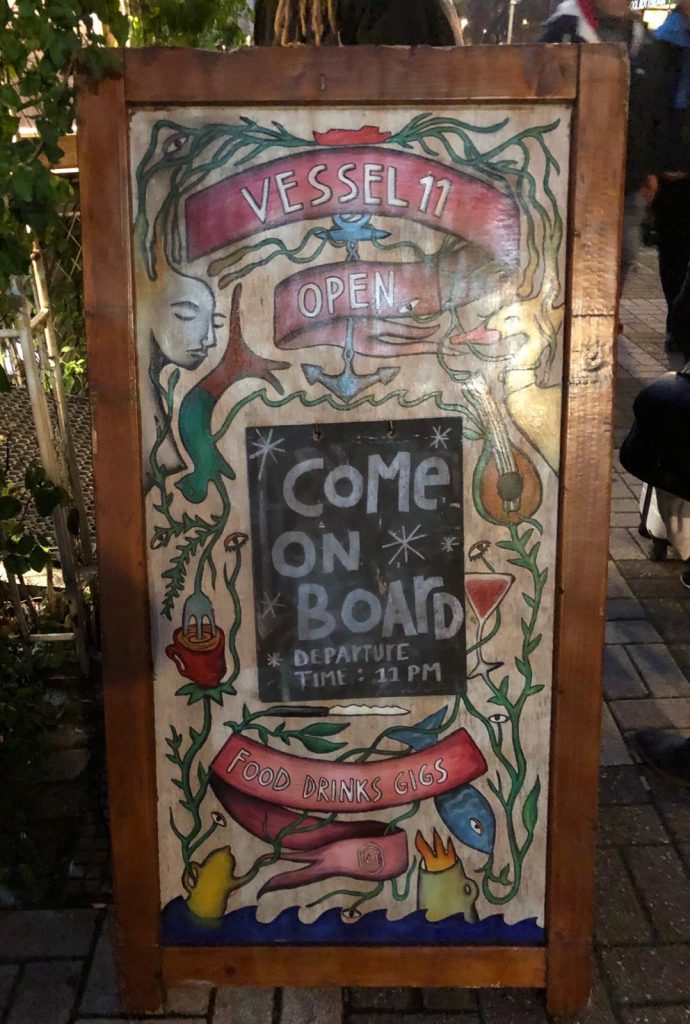 VESSEL 11
OPEN
COME
ON
BOARD
DEPARTURE
TIME : 11 PM
FOOD DRINKS GIGS